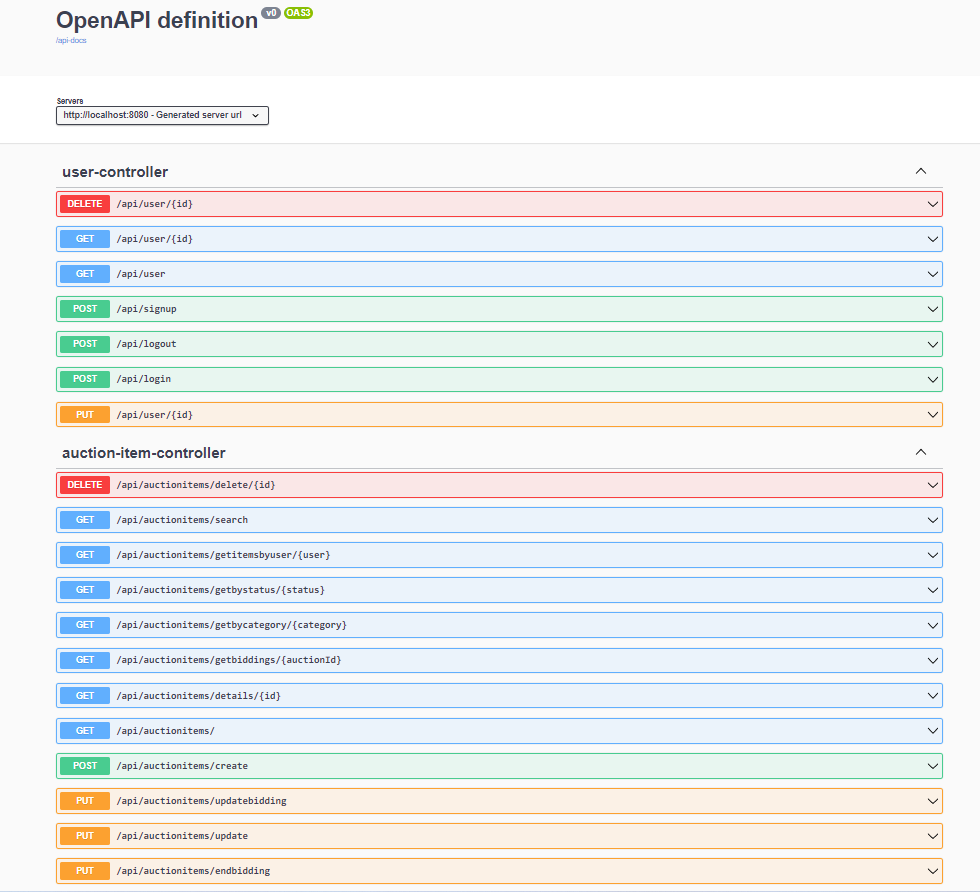 OpenAPI definition v0 OAS3
/api-docs
Servers
http://localhost:8080 - Generated server url
user-controller
DELETE /api/user/{id}
GET /api/user/{id}
GET /api/user
POST /api/signup
POST /api/logout
POST /api/login
PUT /api/user/{id}
auction-item-controller
DELETE /api/auctionitems/delete/{id}
GET /api/auctionitems/search
GET /api/auctionitems/getitemsbyuser/{user}
GET /api/auctionitems/getbystatus/{status}
GET /api/auctionitems/getbycategory/{category}
GET /api/auctionitems/getbiddings/{auctionId}
GET /api/auctionitems/details/{id}
GET /api/auctionitems/
POST /api/auctionitems/create
PUT /api/auctionitems/updatebidding
PUT /api/auctionitems/update
PUT /api/auctionitems/endbidding